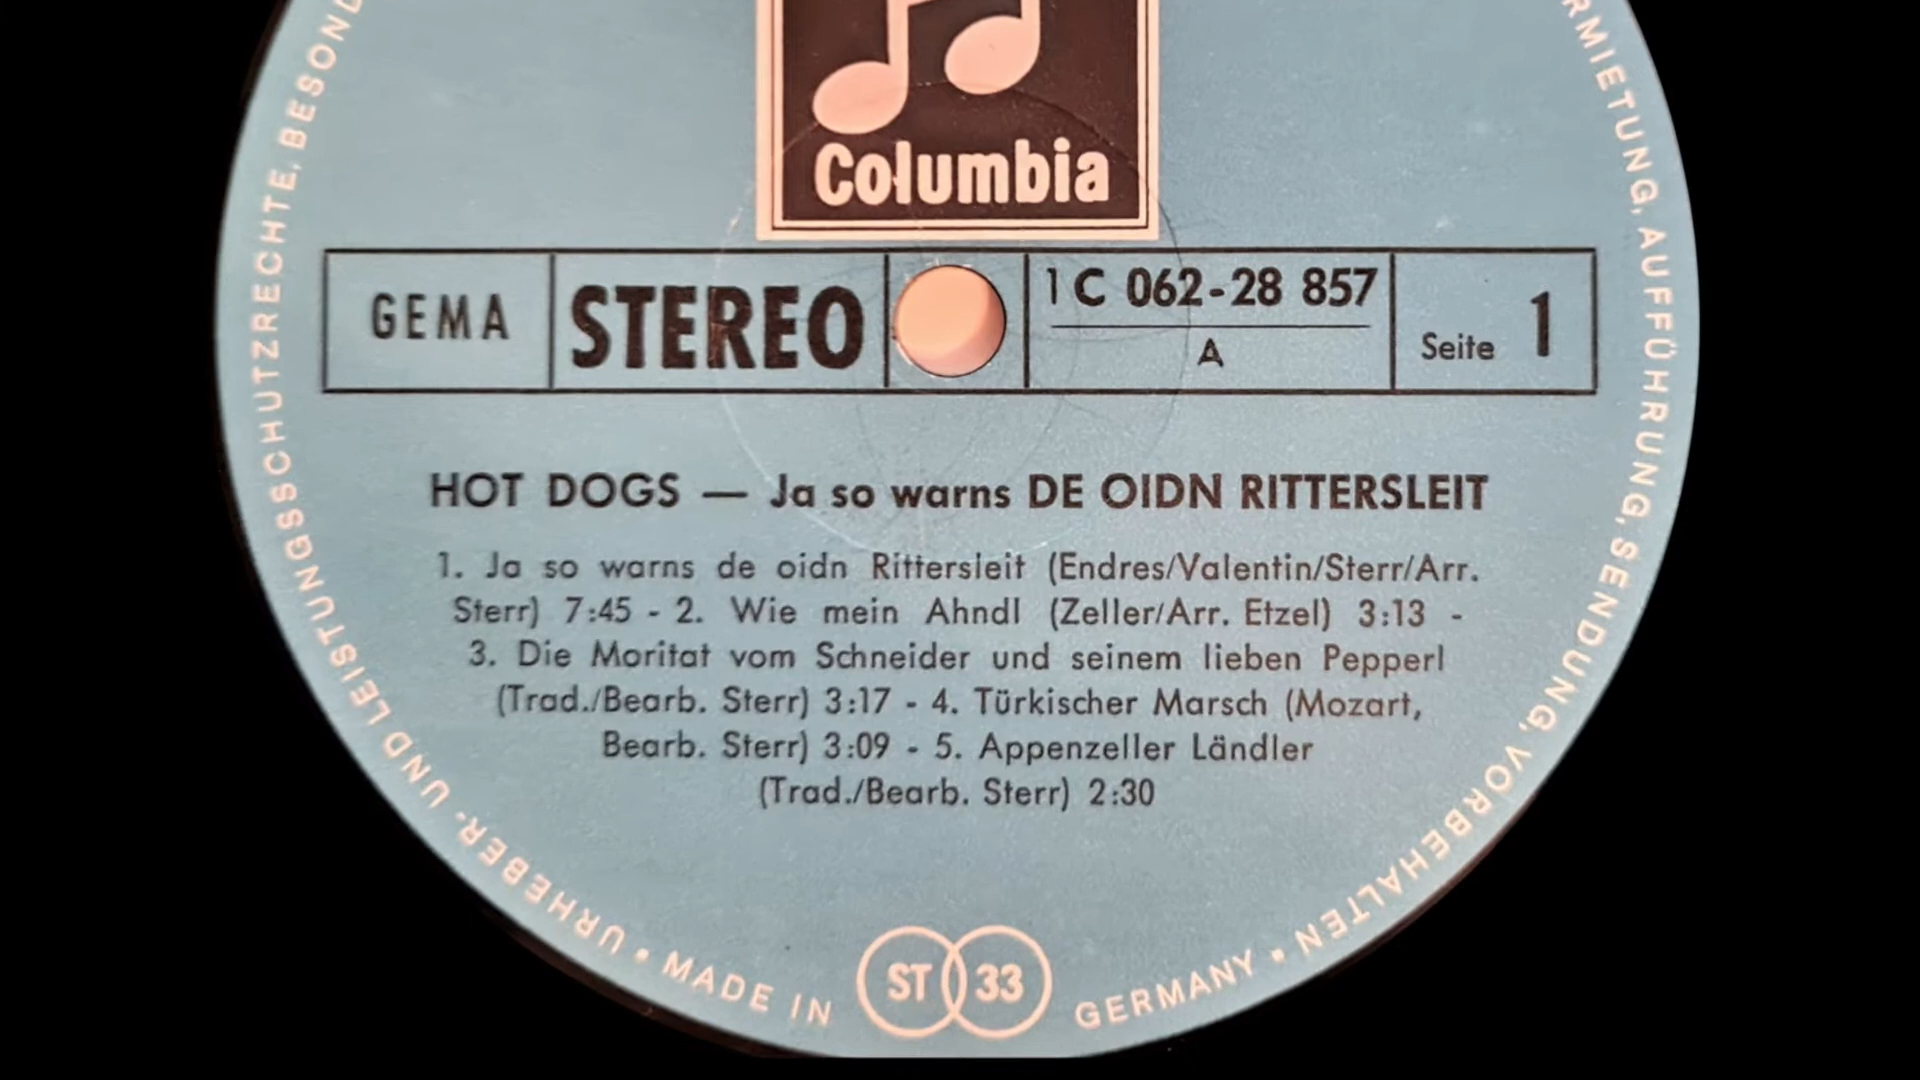 Columbia
GEMA
STEREO
1 C 062-28 857
A
Seite 1
HOT DOGS — Ja so warns DE OIDN RITTERSLEIT
1. Ja so warns de oidn Rittersleit (Endres/Valentin/Sterr/Arr.
Sterr) 7:45 - 2. Wie mein Ahndl (Zeller/Arr. Etzel) 3:13 -
3. Die Moritat vom Schneider und seinem lieben Pepperl
(Trad./Bearb. Sterr) 3:17 - 4. Türkischer Marsch (Mozart,
Bearb. Sterr) 3:09 - 5. Appenzeller Ländler
(Trad./Bearb. Sterr) 2:30
URHEBER- UND LEISTUNGSSCHUTZRECHTE, BESOND
RMIETUNG, AUFFÜHRUNG, SENDUNG, VORBEHALTEN •
• MADE IN GERMANY
ST 33